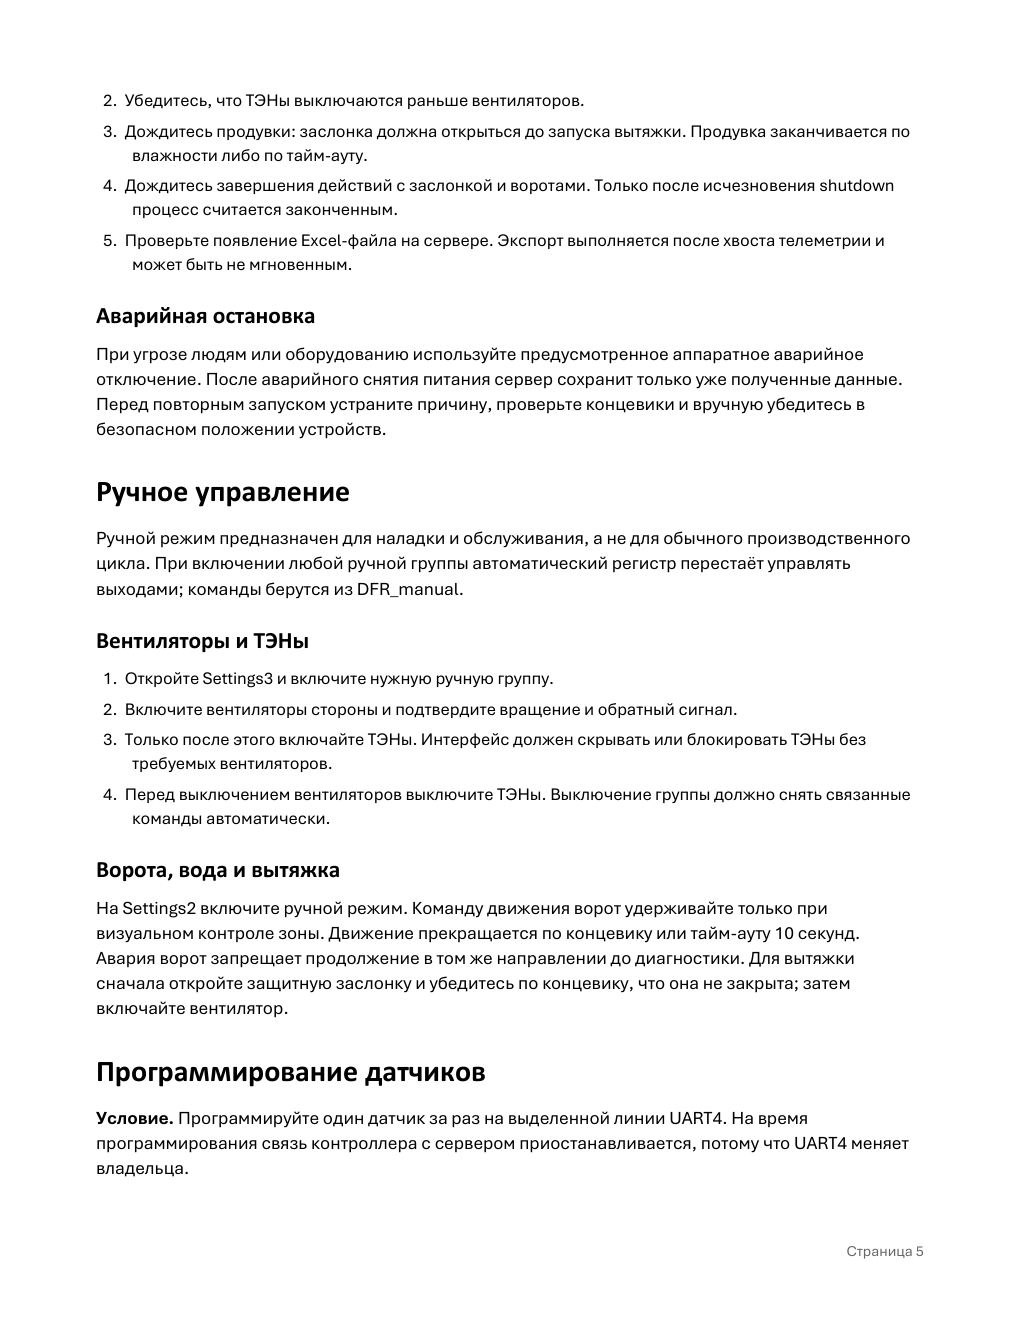 2. Убедитесь, что ТЭНы выключаются раньше вентиляторов.
3. Дождитесь продувки: заслонка должна открыться до запуска вытяжки. Продувка заканчивается по
влажности либо по тайм-ауту.
4. Дождитесь завершения действий с заслонкой и воротами. Только после исчезновения shutdown
процесс считается законченным.
5. Проверьте появление Excel-файла на сервере. Экспорт выполняется после хвоста телеметрии и
может быть не мгновенным.
Аварийная остановка
При угрозе людям или оборудованию используйте предусмотренное аппаратное аварийное
отключение. После аварийного снятия питания сервер сохранит только уже полученные данные.
Перед повторным запуском устраните причину, проверьте концевики и вручную убедитесь в
безопасном положении устройств.
Ручное управление
Ручной режим предназначен для наладки и обслуживания, а не для обычного производственного
цикла. При включении любой ручной группы автоматический регистр перестаёт управлять
выходами; команды берутся из DFR_manual.
Вентиляторы и ТЭНы
1. Откройте Settings3 и включите нужную ручную группу.
2. Включите вентиляторы стороны и подтвердите вращение и обратный сигнал.
3. Только после этого включайте ТЭНы. Интерфейс должен скрывать или блокировать ТЭНы без
требуемых вентиляторов.
4. Перед выключением вентиляторов выключите ТЭНы. Выключение группы должно снять связанные
команды автоматически.
Ворота, вода и вытяжка
На Settings2 включите ручной режим. Команду движения ворот удерживайте только при
визуальном контроле зоны. Движение прекращается по концевику или тайм-ауту 10 секунд.
Авария ворот запрещает продолжение в том же направлении до диагностики. Для вытяжки
сначала откройте защитную заслонку и убедитесь по концевику, что она не закрыта; затем
включайте вентилятор.
Программирование датчиков
Условие. Программируйте один датчик за раз на выделенной линии UART4. На время
программирования связь контроллера с сервером приостанавливается, потому что UART4 меняет
владельца.
Страница 5